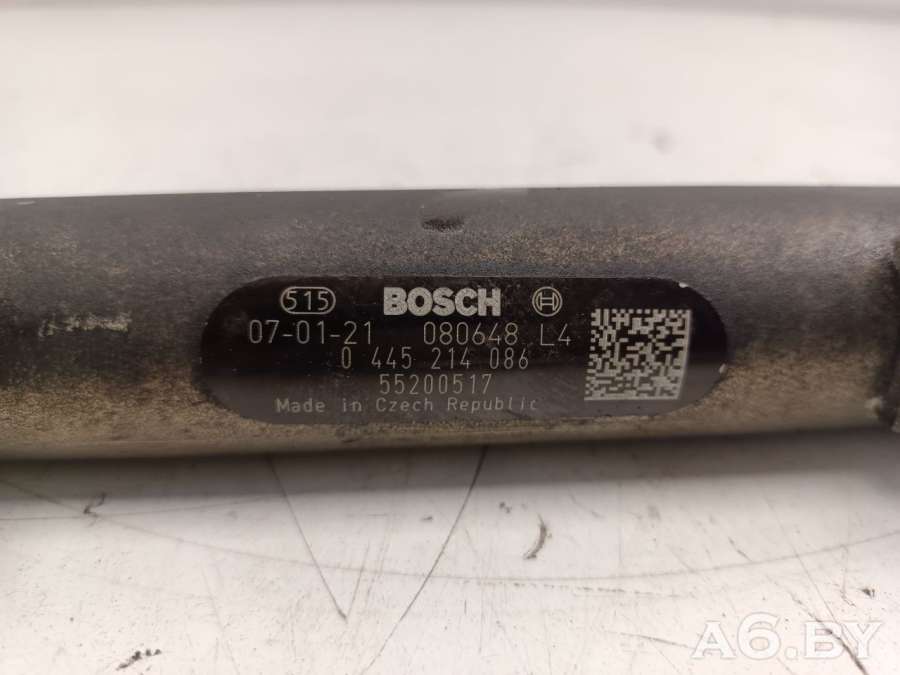 515 BOSCH
07-01-21 080648 L4
0 445 214 086
55200517
Made in Czech Republic
A6.BY